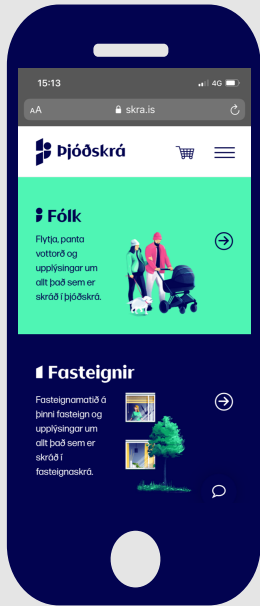 15:13
4G
AA
skra.is
Þjóðskrá
Fólk
Flytja, panta
vottorð og
upplýsingar um
allt það sem er
skráð í þjóðskrá.
Fasteignir
Fasteignamatið á
þinni fasteign og
upplýsingar um
allt það sem er
skráð í
fasteignaskrá.